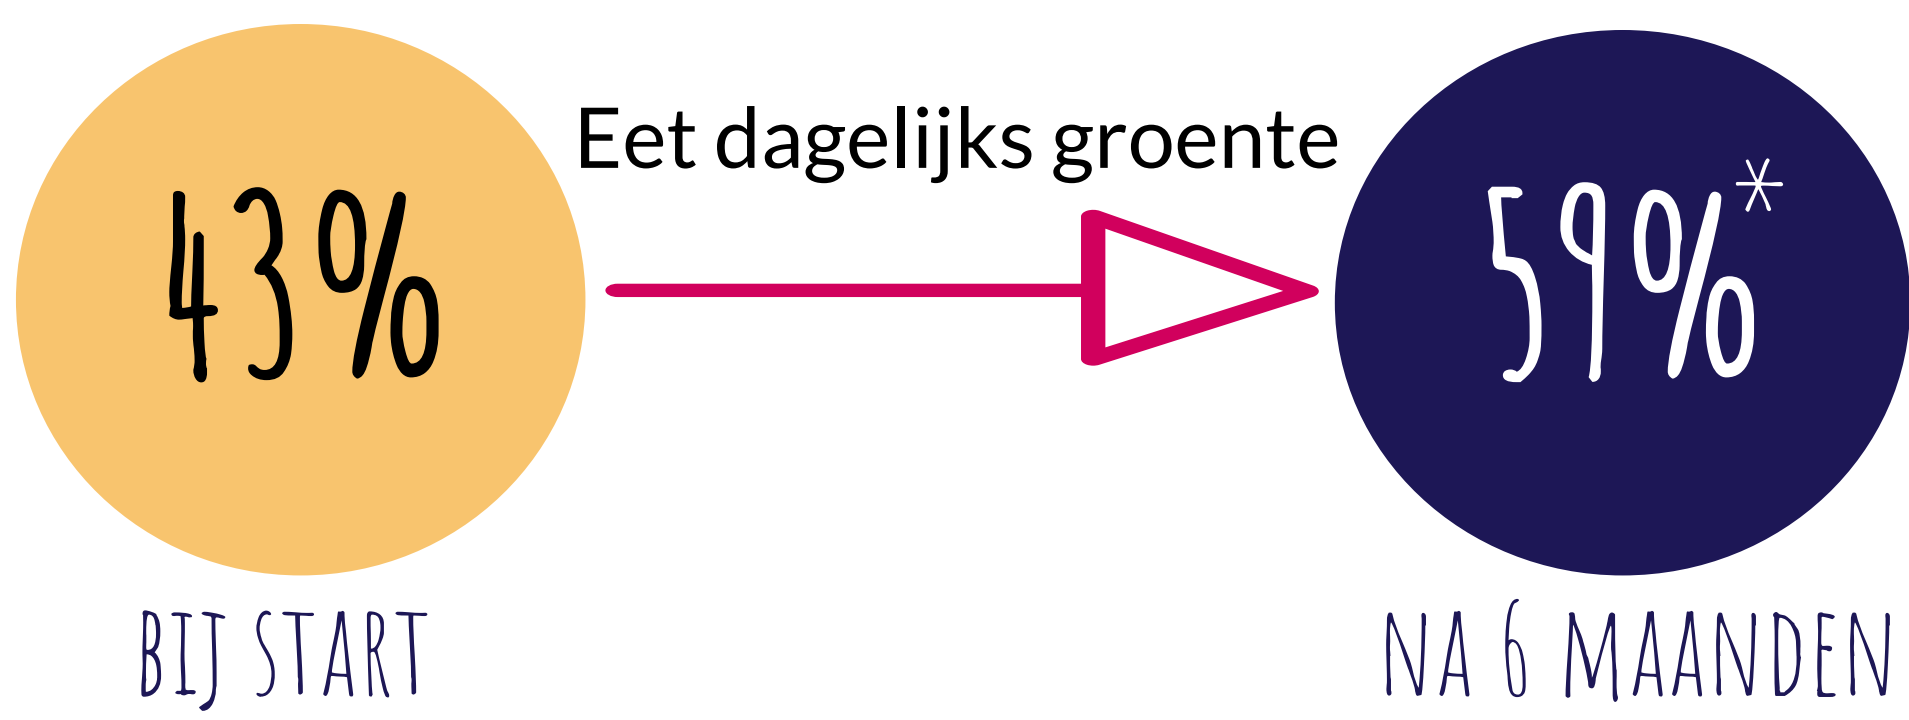 Eet dagelijks groente
43%
59%*
BIJ START
NA 6 MAANDEN